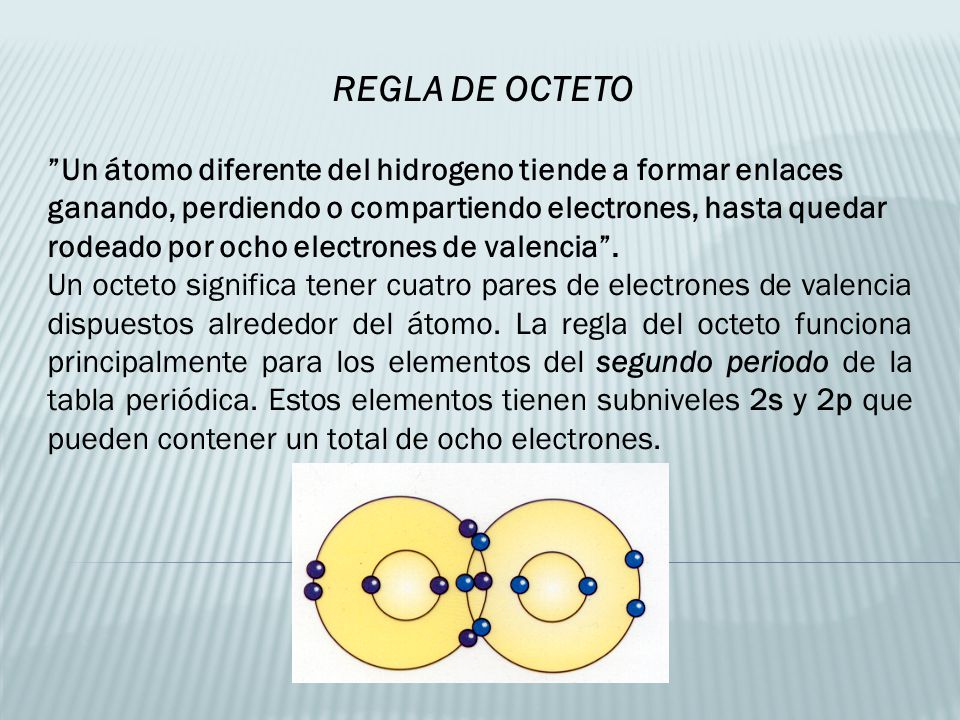 REGLA DE OCTETO
”Un átomo diferente del hidrogeno tiende a formar enlaces
ganando, perdiendo o compartiendo electrones, hasta quedar
rodeado por ocho electrones de valencia”.
Un octeto significa tener cuatro pares de electrones de valencia
dispuestos alrededor del átomo. La regla del octeto funciona
principalmente para los elementos del segundo periodo de la
tabla periódica. Estos elementos tienen subniveles 2s y 2p que
pueden contener un total de ocho electrones.